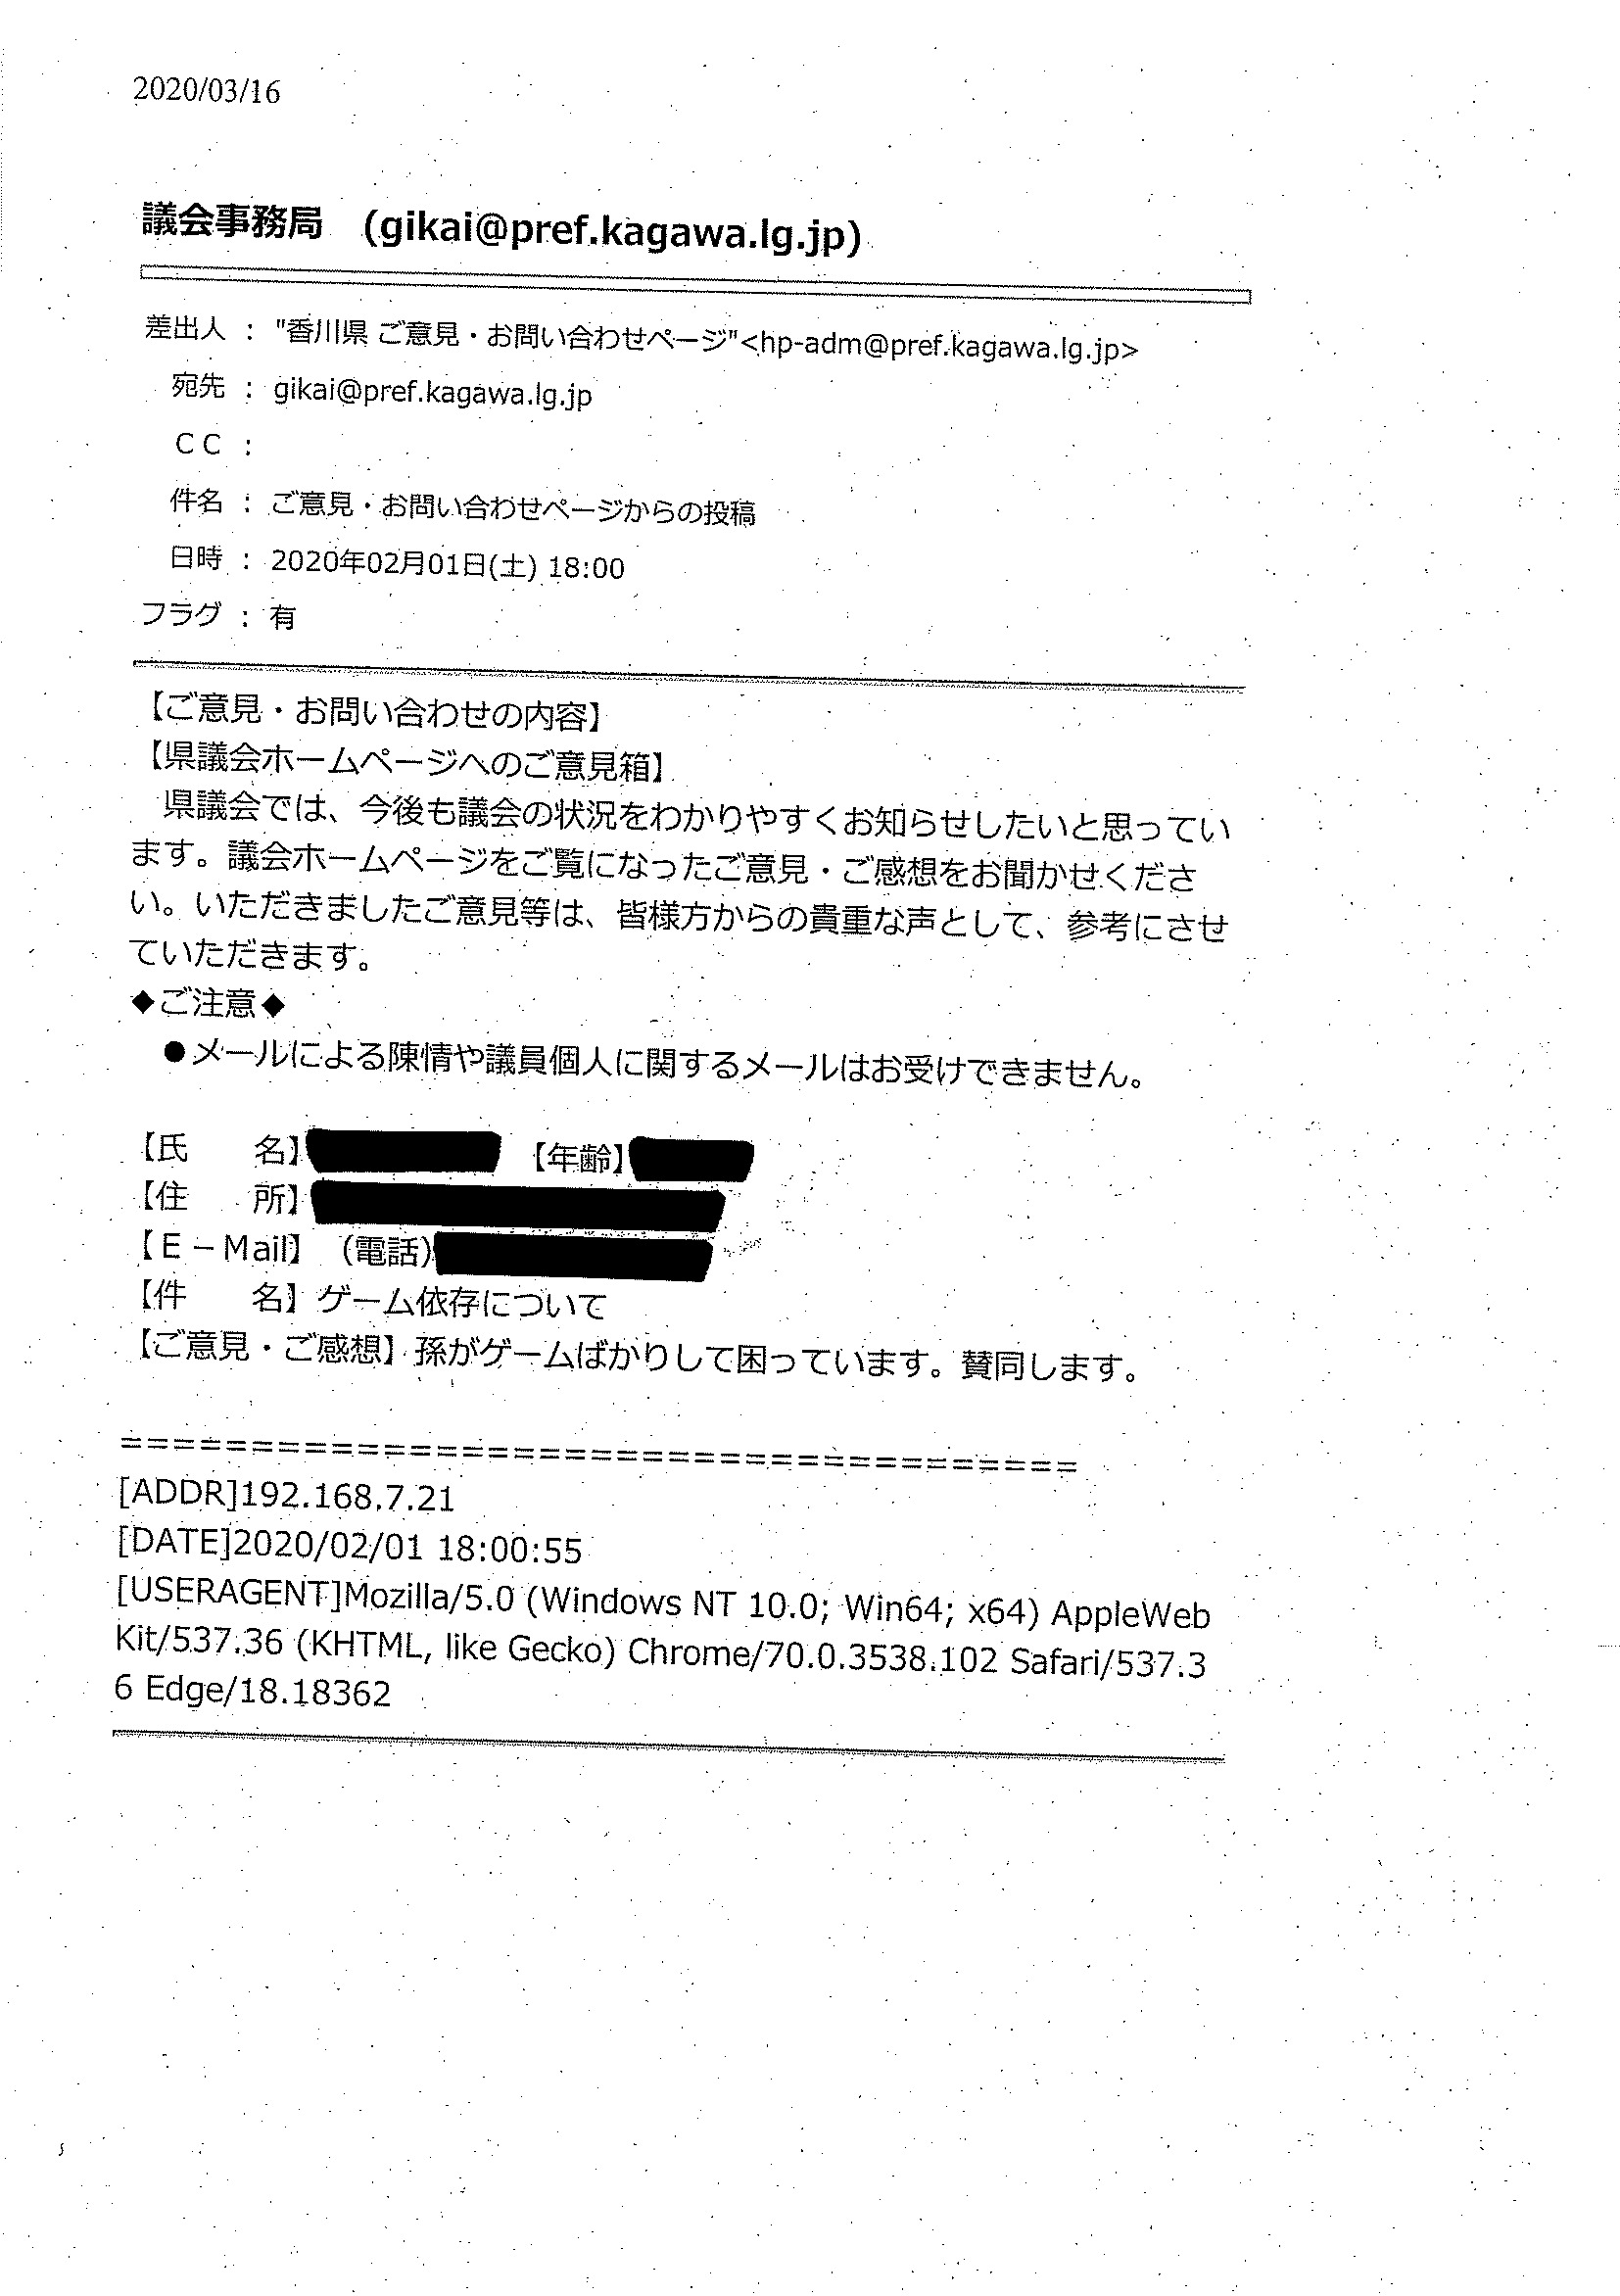 2020/03/16
議会事務局　(gikai@pref.kagawa.lg.jp)
差出人 ： "香川県 ご意見・お問い合わせページ"<hp-adm@pref.kagawa.lg.jp>
宛先 ： gikai@pref.kagawa.lg.jp
ＣＣ ：
件名 ： ご意見・お問い合わせページからの投稿
日時 ： 2020年02月01日(土) 18:00
フラグ ： 有
【ご意見・お問い合わせの内容】
【県議会ホームページへのご意見箱】
　県議会では、今後も議会の状況をわかりやすくお知らせしたいと思ってい
ます。議会ホームページをご覧になったご意見・ご感想をお聞かせくださ
い。いただきましたご意見等は、皆様方からの貴重な声として、参考にさせ
ていただきます。
◆ご注意◆
　●メールによる陳情や議員個人に関するメールはお受けできません。
【氏　　名】　【年齢】
【住　　所】
【Ｅ－Mail】（電話）
【件　　名】ゲーム依存について
【ご意見・ご感想】孫がゲームばかりして困っています。賛同します。
=====================================
[ADDR]192.168.7.21
[DATE]2020/02/01 18:00:55
[USERAGENT]Mozilla/5.0 (Windows NT 10.0; Win64; x64) AppleWeb
Kit/537.36 (KHTML, like Gecko) Chrome/70.0.3538.102 Safari/537.3
6 Edge/18.18362